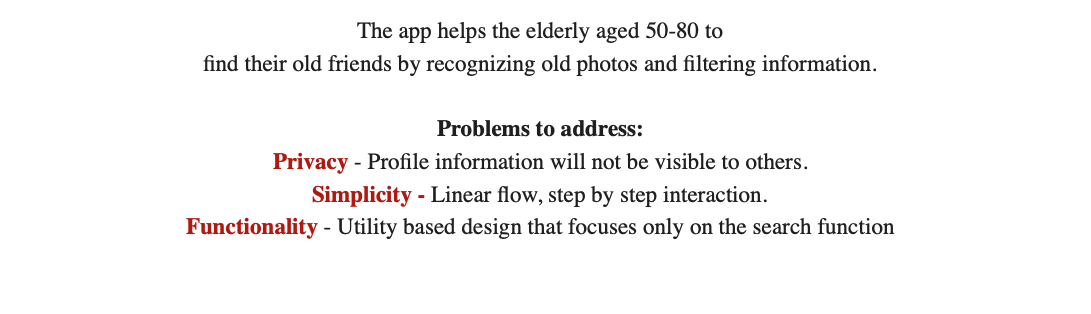 The app helps the elderly aged 50-80 to
find their old friends by recognizing old photos and filtering information.
Problems to address:
Privacy - Profile information will not be visible to others.
Simplicity - Linear flow, step by step interaction.
Functionality - Utility based design that focuses only on the search function